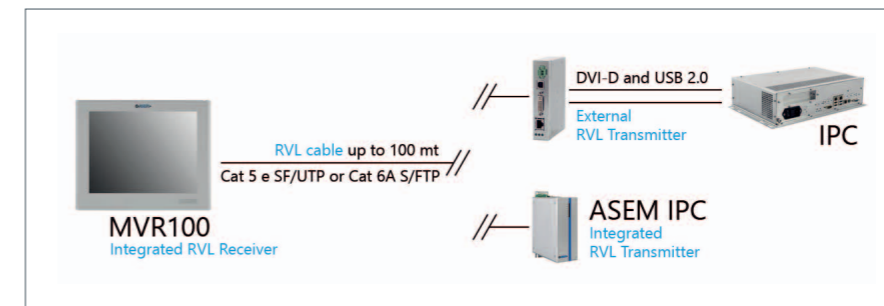 DVI-D and USB 2.0
External
RVL Transmitter
IPC
RVL cable up to 100 mt
Cat 5 e SF/UTP or Cat 6A S/FTP
MVR100
Integrated RVL Receiver
ASEM IPC
Integrated
RVL Transmitter